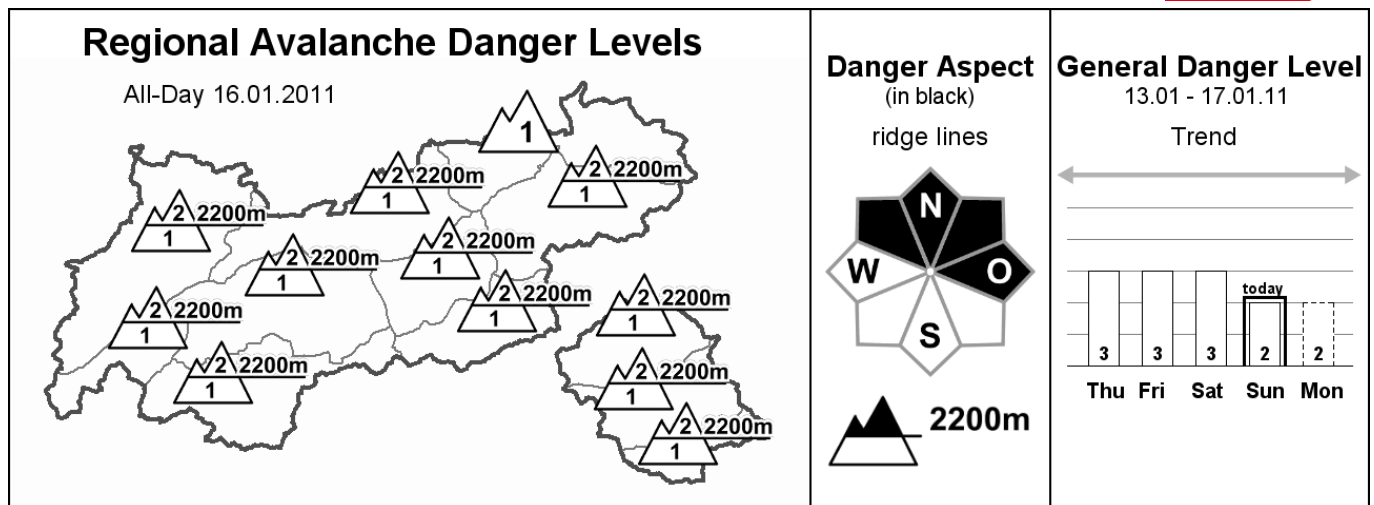 Regional Avalanche Danger Levels
All-Day 16.01.2011
1
2 2200m
1
2 2200m
1
2 2200m
1
2 2200m
1
2 2200m
1
2 2200m
1
2 2200m
1
2 2200m
1
2 2200m
1
2 2200m
1
2 2200m
1
Danger Aspect
(in black)
ridge lines
N
W O
S
2200m
General Danger Level
13.01 - 17.01.11
Trend
today
3 3 3 2 2
Thu Fri Sat Sun Mon